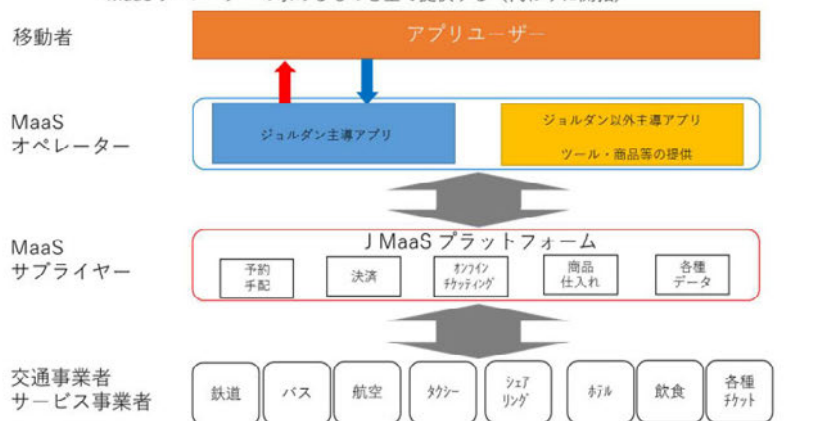 移動者
アプリユーザー
MaaS
オペレーター
ジョルダン主導アプリ
ジョルダン以外主導アプリ
ツール・商品等の提供
MaaS
サプライヤー
J MaaS プラットフォーム
予約
手配
決済
オンライン
チケッティング
商品
仕入れ
各種
データ
交通事業者
サービス事業者
鉄道
バス
航空
タクシー
シェア
リング
ホテル
飲食
各種
チケット